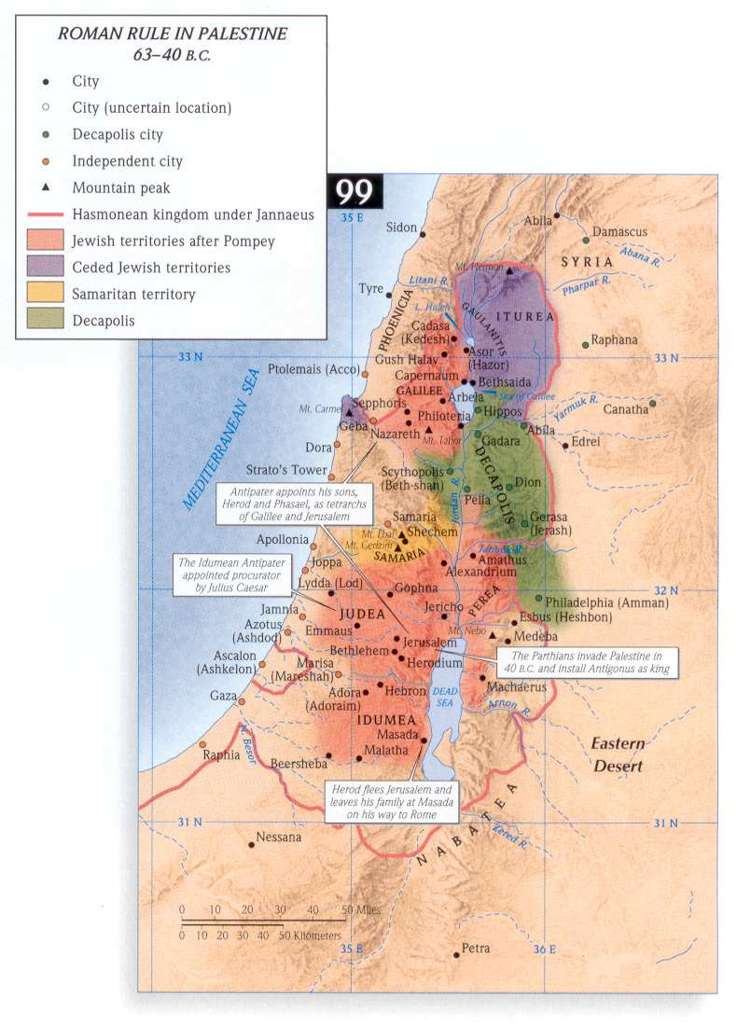 ROMAN RULE IN PALESTINE
63–40 B.C.
City
City (uncertain location)
Decapolis city
Independent city
Mountain peak
Hasmonean kingdom under Jannaeus
Jewish territories after Pompey
Ceded Jewish territories
Samaritan territory
Decapolis
99
35 E
Sidon
Abila
Damascus
Abana R.
SYRIA
Mt. Hermon
Pharpar R.
Litani R.
Tyre
PHOENICIA
L. Huleh
GAULANITIS
ITUREA
Cadasa
(Kedesh)
Raphana
33 N
Gush Halav
Asor
(Hazor)
33 N
Ptolemais (Acco)
Capernaum
Bethsaida
GALILEE
Arbela
Sea of Galilee
Sepphoris
Mt. Carmel
Philoteria
Hippos
Yarmuk R.
Canatha
Geba
Nazareth
Mt. Tabor
Abila
Gadara
Edrei
Dora
MEDITERRANEAN SEA
Strato's Tower
Scythopolis
(Beth-shan)
DECAPOLIS
Dion
Pella
Jordan R.
Antipater appoints his sons,
Herod and Phasael, as tetrarchs
of Galilee and Jerusalem
Samaria
Gerasa
(Jerash)
Mt. Ebal
Shechem
Mt. Gerizim
SAMARIA
Apollonia
Jabbok R.
Amathus
Alexandrium
The Idumean Antipater
appointed procurator
by Julius Caesar
Joppa
Lydda (Lod)
Gophna
32 N
PEREA
Philadelphia (Amman)
Jamnia
JUDEA
Jericho
Esbus (Heshbon)
Azotus
(Ashdod)
Emmaus
Mt. Nebo
Medeba
Jerusalem
Bethlehem
Herodium
The Parthians invade Palestine in
40 B.C. and install Antigonus as king
Ascalon
(Ashkelon)
Marisa
(Mareshah)
Machaerus
Gaza
Adora
(Adoraim)
Hebron
DEAD
SEA
Arnon R.
IDUMEA
Masada
Raphia
N. Besor
Beersheba
Malatha
Eastern
Desert
Herod flees Jerusalem and
leaves his family at Masada
on his way to Rome
31 N
31 N
Zered R.
NABATEA
Nessana
0 10 20 30 40 50 Miles
0 10 20 30 40 50 Kilometers
35 E
36 E
Petra